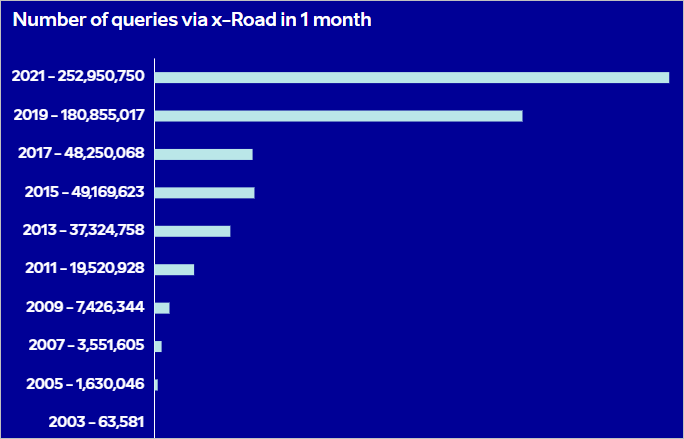 Number of queries via x-Road in 1 month
2021 – 252,950,750
2019 – 180,855,017
2017 – 48,250,068
2015 – 49,169,623
2013 – 37,324,758
2011 – 19,520,928
2009 – 7,426,344
2007 – 3,551,605
2005 – 1,630,046
2003 – 63,581